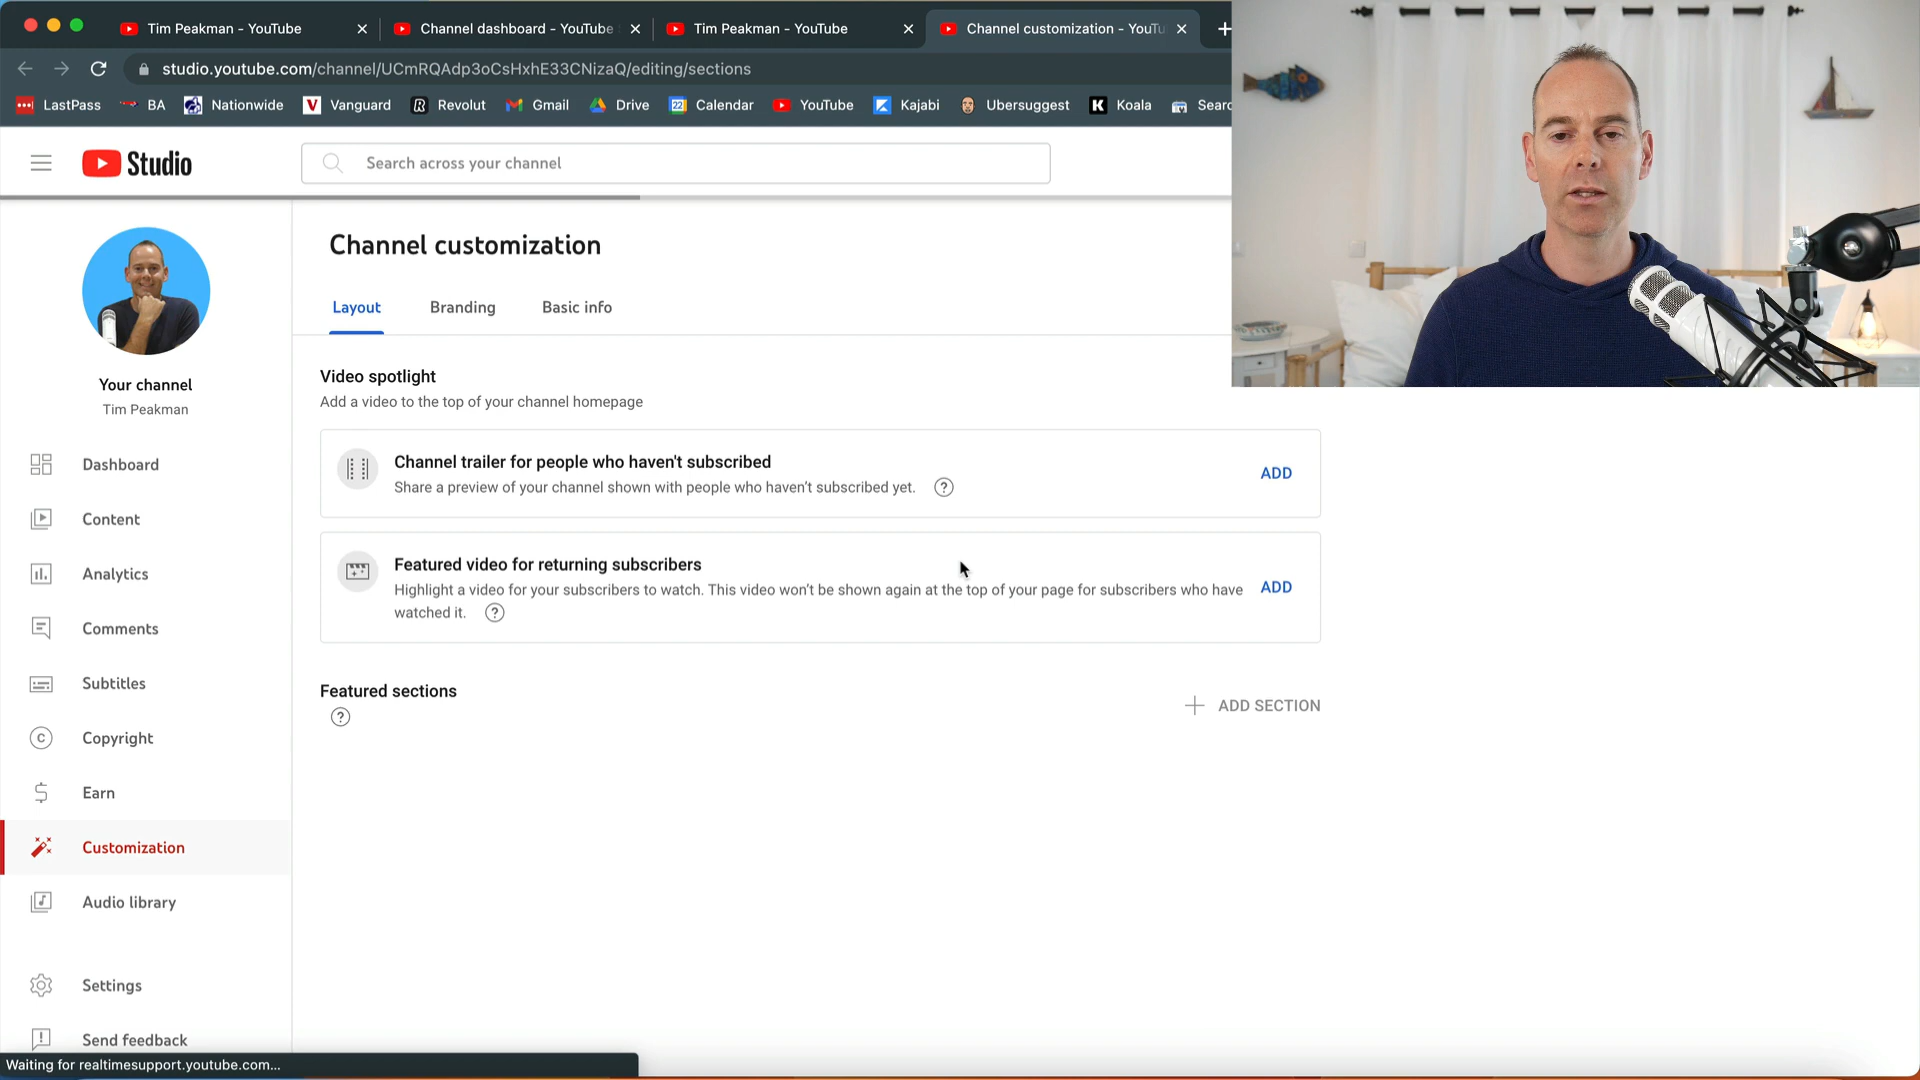 Tim Peakman - YouTube
Channel dashboard - YouTube
Tim Peakman - YouTube
Channel customization - YouTu
studio.youtube.com/channel/UCmRQAdp3oCsHxhE33CNizaQ/editing/sections
LastPass BA Nationwide Vanguard Revolut Gmail Drive Calendar YouTube Kajabi Ubersuggest Koala Searc
Studio
Search across your channel
Channel customization
Layout Branding Basic info
Your channel
Tim Peakman
Dashboard
Content
Analytics
Comments
Subtitles
Copyright
Earn
Customization
Audio library
Settings
Send feedback
Video spotlight
Add a video to the top of your channel homepage
Channel trailer for people who haven't subscribed
Share a preview of your channel shown with people who haven't subscribed yet.
ADD
Featured video for returning subscribers
Highlight a video for your subscribers to watch. This video won't be shown again at the top of your page for subscribers who have
watched it.
ADD
Featured sections
ADD SECTION
Waiting for realtimesupport.youtube.com...